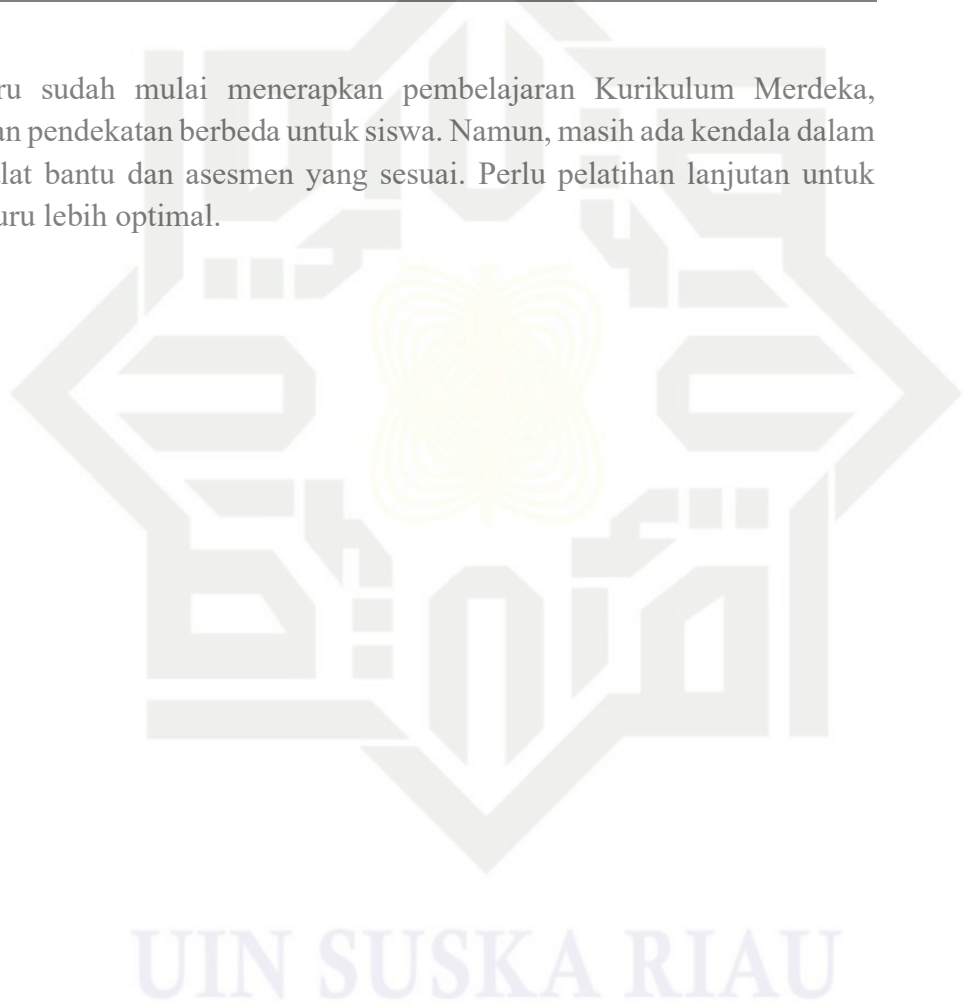 ru sudah mulai menerapkan pembelajaran Kurikulum Merdeka,
an pendekatan berbeda untuk siswa. Namun, masih ada kendala dalam
alat bantu dan asesmen yang sesuai. Perlu pelatihan lanjutan untuk
uru lebih optimal.
UIN SUSKA RIAU